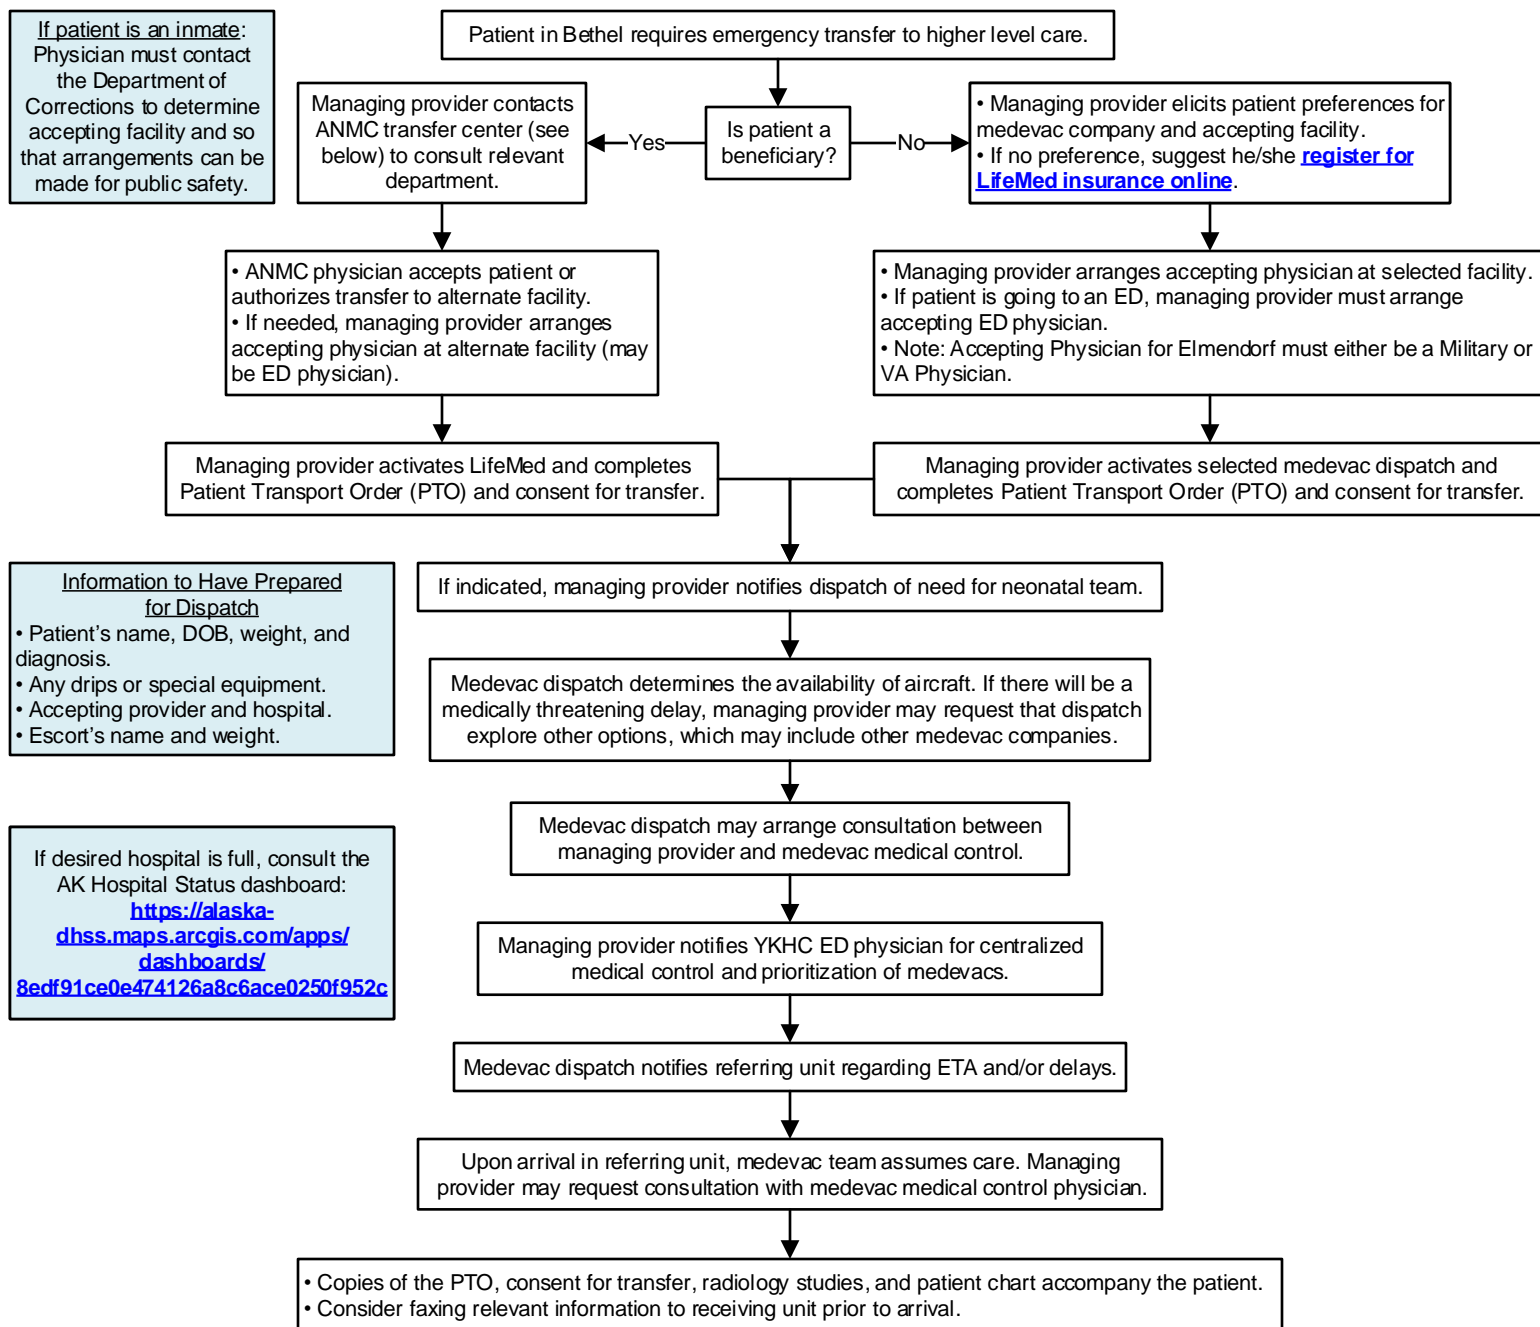 If patient is an inmate:
Physician must contact
the Department of
Corrections to determine
accepting facility and so
that arrangements can be
made for public safety.
Patient in Bethel requires emergency transfer to higher level care.
Managing provider contacts
ANMC transfer center (see
below) to consult relevant
department.
Yes
Is patient a
beneficiary?
No
• Managing provider elicits patient preferences for
medevac company and accepting facility.
• If no preference, suggest he/she register for
LifeMed insurance online.
• ANMC physician accepts patient or
authorizes transfer to alternate facility.
• If needed, managing provider arranges
accepting physician at alternate facility (may
be ED physician).
• Managing provider arranges accepting physician at selected facility.
• If patient is going to an ED, managing provider must arrange
accepting ED physician.
• Note: Accepting Physician for Elmendorf must either be a Military or
VA Physician.
Managing provider activates LifeMed and completes
Patient Transport Order (PTO) and consent for transfer.
Managing provider activates selected medevac dispatch and
completes Patient Transport Order (PTO) and consent for transfer.
Information to Have Prepared
for Dispatch
• Patient's name, DOB, weight, and
diagnosis.
• Any drips or special equipment.
• Accepting provider and hospital.
• Escort's name and weight.
If indicated, managing provider notifies dispatch of need for neonatal team.
Medevac dispatch determines the availability of aircraft. If there will be a
medically threatening delay, managing provider may request that dispatch
explore other options, which may include other medevac companies.
If desired hospital is full, consult the
AK Hospital Status dashboard:
https://alaska-
dhss.maps.arcgis.com/apps/
dashboards/
8edf91ce0e474126a8c6ace0250f952c
Medevac dispatch may arrange consultation between
managing provider and medevac medical control.
Managing provider notifies YKHC ED physician for centralized
medical control and prioritization of medevacs.
Medevac dispatch notifies referring unit regarding ETA and/or delays.
Upon arrival in referring unit, medevac team assumes care. Managing
provider may request consultation with medevac medical control physician.
• Copies of the PTO, consent for transfer, radiology studies, and patient chart accompany the patient.
• Consider faxing relevant information to receiving unit prior to arrival.